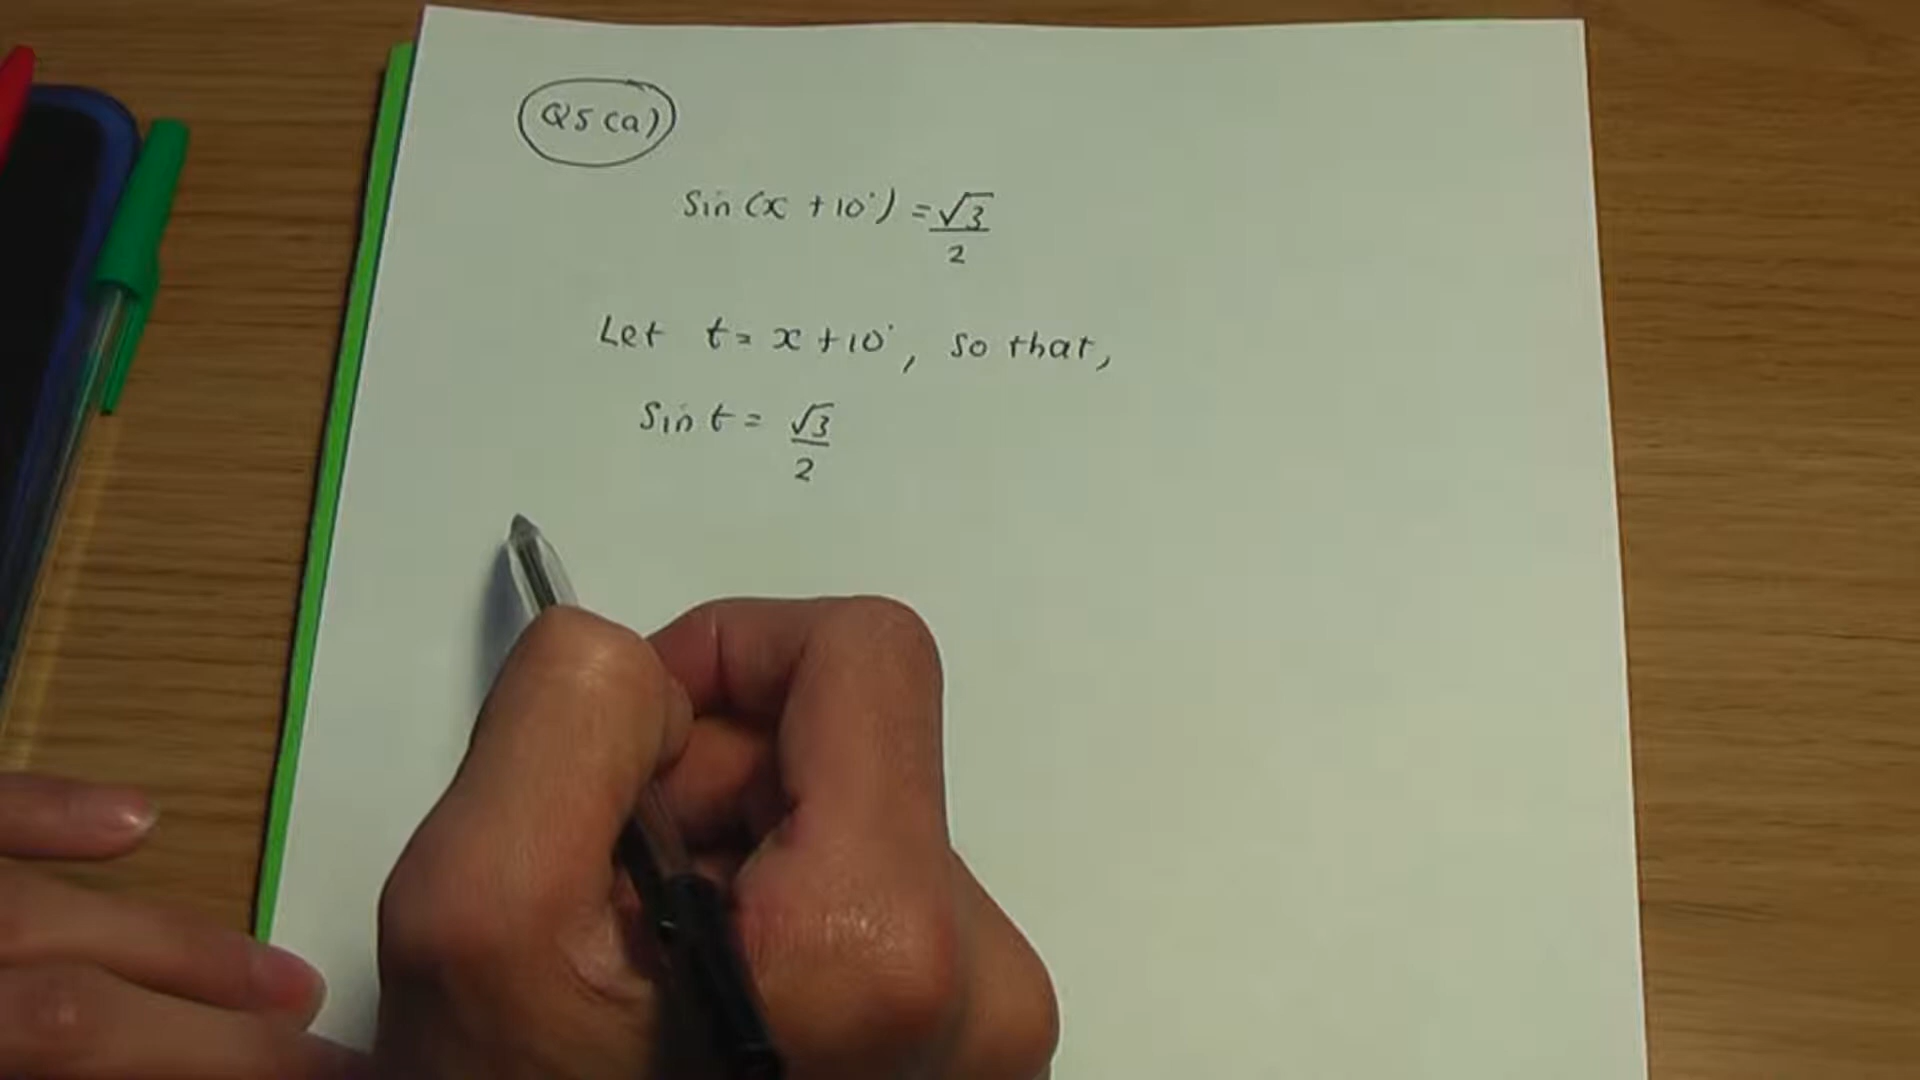 Q5 (a)
Sin (x + 10°) = √3/2
Let t = x + 10°, so that,
Sin t = √3/2